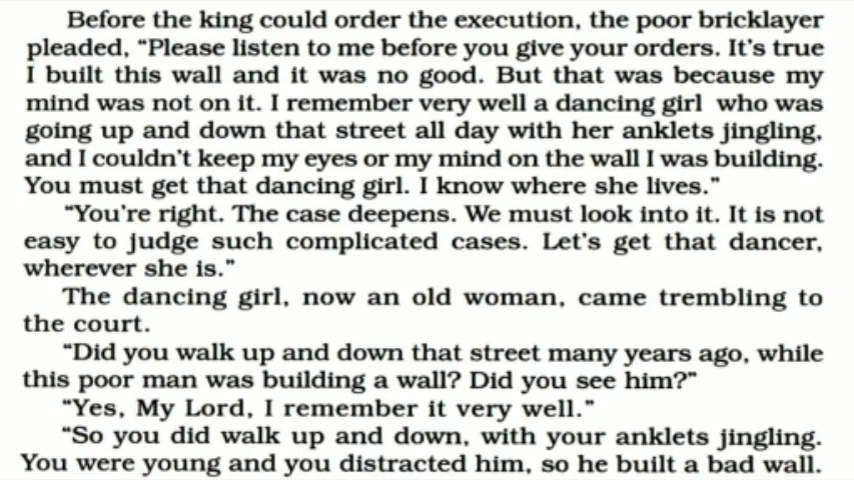 Before the king could order the execution, the poor bricklayer
pleaded, “Please listen to me before you give your orders. It’s true
I built this wall and it was no good. But that was because my
mind was not on it. I remember very well a dancing girl who was
going up and down that street all day with her anklets jingling,
and I couldn’t keep my eyes or my mind on the wall I was building.
You must get that dancing girl. I know where she lives.”
“You’re right. The case deepens. We must look into it. It is not
easy to judge such complicated cases. Let’s get that dancer,
wherever she is.”
The dancing girl, now an old woman, came trembling to
the court.
“Did you walk up and down that street many years ago, while
this poor man was building a wall? Did you see him?”
“Yes, My Lord, I remember it very well.”
“So you did walk up and down, with your anklets jingling.
You were young and you distracted him, so he built a bad wall.